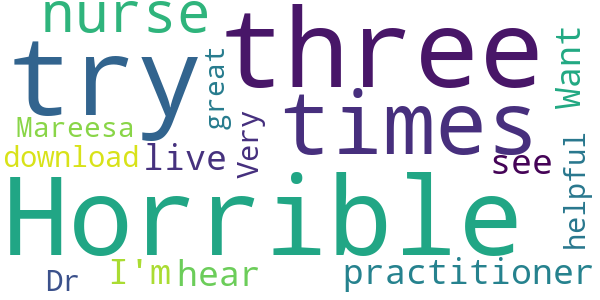 nurse
three
try
great
Want
times
Mareesa
Very
download
live
see
helpful
Horrible
Dr
I'm
hear
practitioner